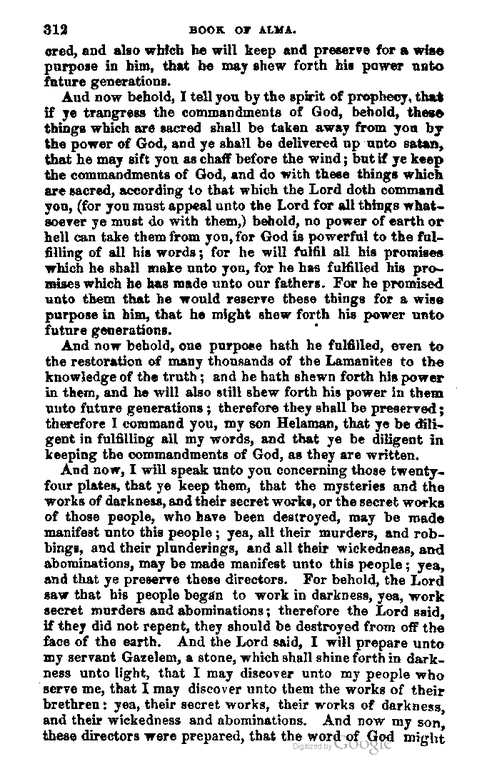 312 BOOK OF ALMA.
ored, and also which he will keep and preserve for a wise
purpose in him, that he may shew forth his power unto
future generations.
And now behold, I tell you by the spirit of prophecy, that
if ye trangress the commandments of God, behold, these
things which are sacred shall be taken away from you by
the power of God, and ye shall be delivered up unto satan,
that he may sift you as chaff before the wind; but if ye keep
the commandments of God, and do with these things which
are sacred, according to that which the Lord doth command
you, (for you must appeal unto the Lord for all things what-
soever ye must do with them,) behold, no power of earth or
hell can take them from you, for God is powerful to the ful-
filling of all his words; for he will fulfil all his promises
which he shall make unto you, for he has fulfilled his pro-
mises which he has made unto our fathers. For he promised
unto them that he would reserve these things for a wise
purpose in him, that he might shew forth his power unto
future generations.
And now behold, one purpose hath he fulfilled, even to
the restoration of many thousands of the Lamanites to the
knowledge of the truth; and he hath shewn forth his power
in them, and he will also still shew forth his power in them
unto future generations; therefore they shall be preserved;
therefore I command you, my son Helaman, that ye be dili-
gent in fulfilling all my words, and that ye be diligent in
keeping the commandments of God, as they are written.
And now, I will speak unto you concerning those twenty-
four plates, that ye keep them, that the mysteries and the
works of darkness, and their secret works, or the secret works
of those people, who have been destroyed, may be made
manifest unto this people; yea, all their murders, and rob-
bings, and their plunderings, and all their wickedness, and
abominations, may be made manifest unto this people; yea,
and that ye preserve these directors. For behold, the Lord
saw that his people began to work in darkness, yea, work
secret murders and abominations; therefore the Lord said,
if they did not repent, they should be destroyed from off the
face of the earth. And the Lord said, I will prepare unto
my servant Gazelem, a stone, which shall shine forth in dark-
ness unto light, that I may discover unto my people who
serve me, that I may discover unto them the works of their
brethren: yea, their secret works, their works of darkness,
and their wickedness and abominations. And now my son,
these directors were prepared, that the word of God might
Digitized by Google